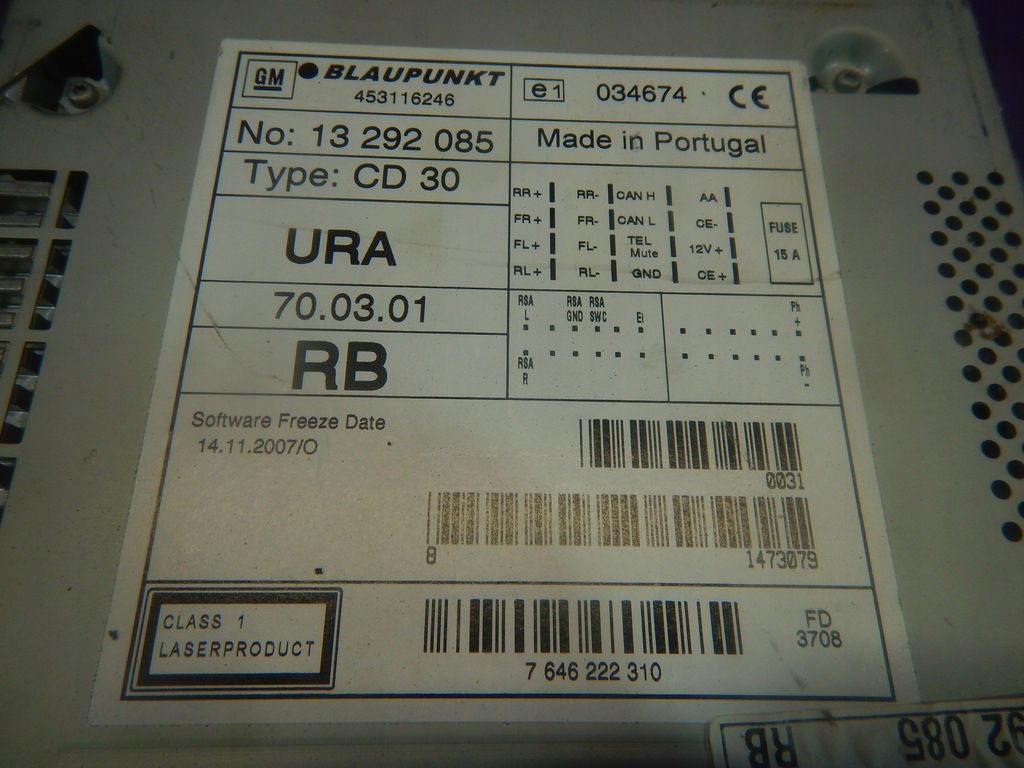 GM BLAUPUNKT
453116246
e1 034674 CE
No: 13 292 085
Made in Portugal
Type: CD 30
URA
70.03.01
RB
RR+ RR- CAN H AA
FR+ FR- CAN L CE-
FL+ FL- TEL Mute 12V+
RL+ RL- GND CE+
FUSE
15 A
RSA L RSA GND RSA SWC EI Ph +
RSA R Ph -
Software Freeze Date
14.11.2007/O
0031
8 1473079
CLASS 1
LASERPRODUCT
7 646 222 310
FD
3708
92 085 RB